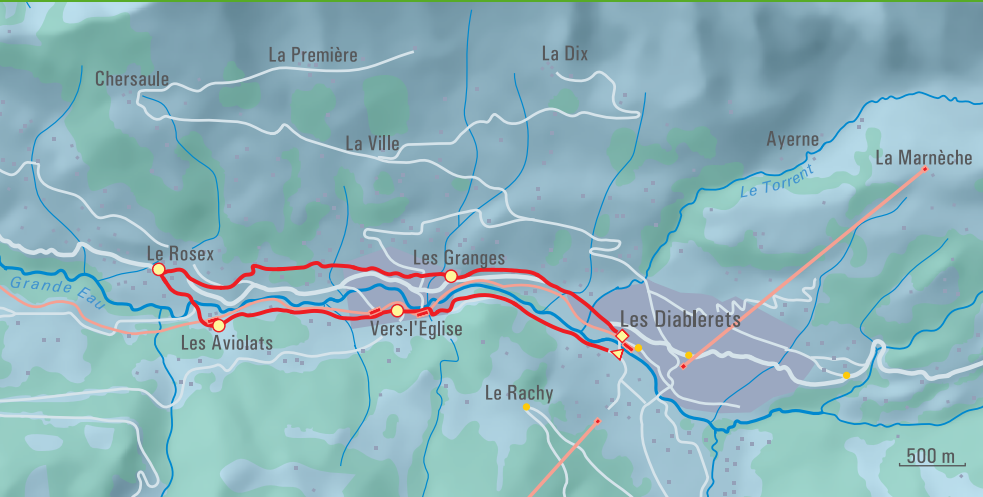 La Première
La Dix
Chersaule
La Ville
Ayerne
La Marnèche
Le Torrent
Le Rosex
Les Granges
Grande Eau
Les Diablerets
Vers-l'Eglise
Les Aviolats
Le Rachy
500 m